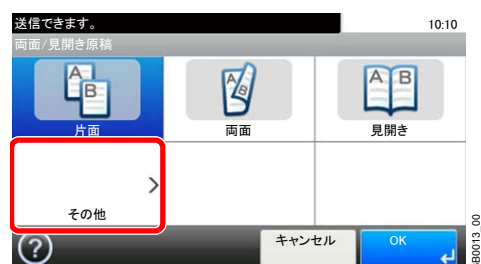 送信できます。
10:10
両面/見開き原稿
A
B
片面
A
B
両面
A B
見開き
その他
?
キャンセル
OK
B0013_00